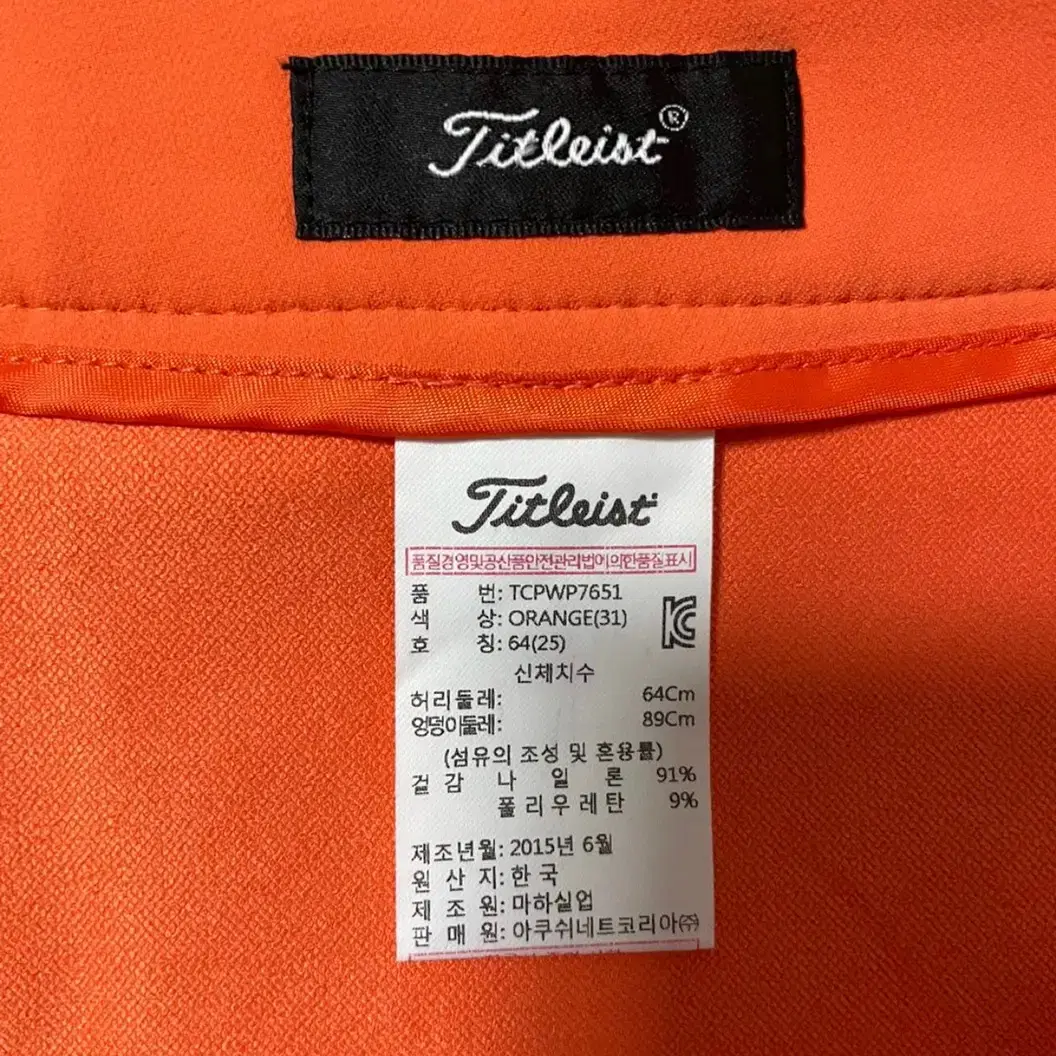 Titleist®
Titleist
품질경영및공산품안전관리법에의한품질표시
품 번: TCPWP7651
색 상: ORANGE(31)
호 칭: 64(25)
신체치수
허리둘레: 64Cm
엉덩이둘레: 89Cm
(섬유의 조성 및 혼용률)
겉감 나일론 91%
폴리우레탄 9%
제조년월: 2015년 6월
원 산 지: 한 국
제 조 원: 마하실업
판 매 원: 아쿠쉬네트코리아㈜